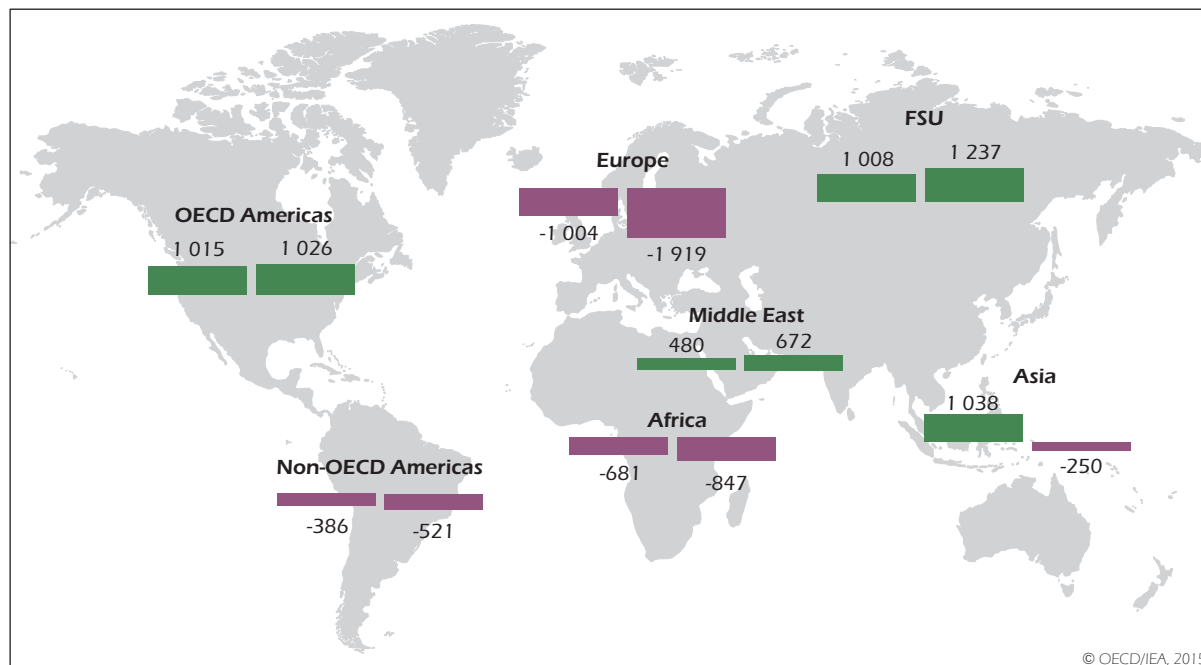 FSU
1 008
1 237
Europe
-1 004
-1 919
OECD Americas
1 015
1 026
Middle East
480
672
Asia
1 038
-250
Africa
-681
-847
Non-OECD Americas
-386
-521
© OECD/IEA, 2015